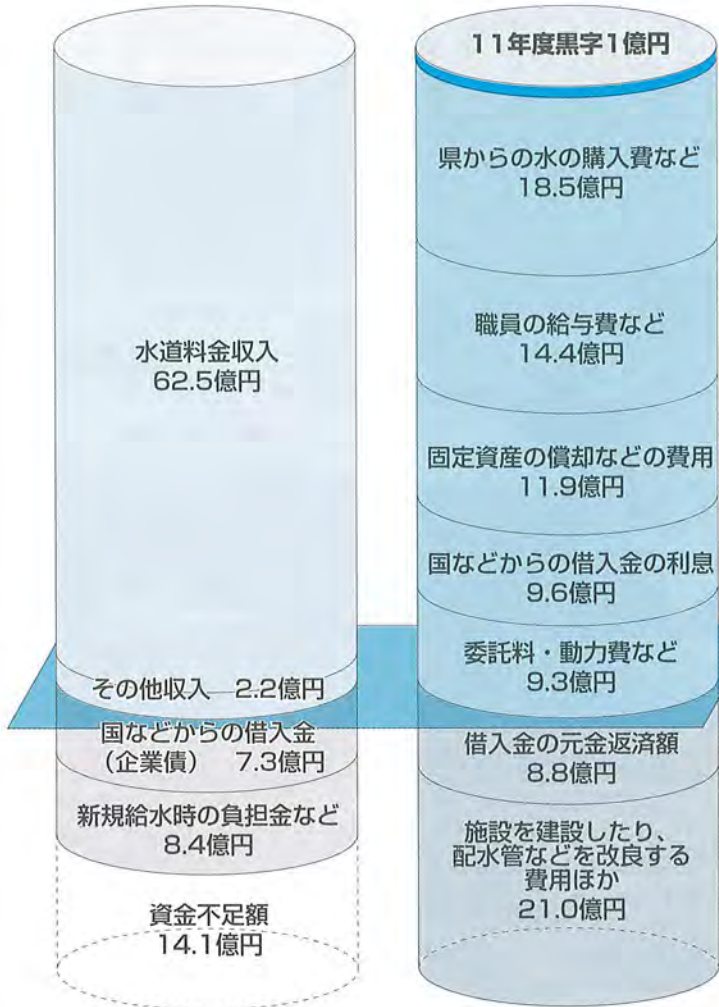 水道料金収入
62.5億円
その他収入 2.2億円
国などからの借入金
（企業債） 7.3億円
新規給水時の負担金など
8.4億円
資金不足額
14.1億円
11年度黒字1億円
県からの水の購入費など
18.5億円
職員の給与費など
14.4億円
固定資産の償却などの費用
11.9億円
国などからの借入金の利息
9.6億円
委託料・動力費など
9.3億円
借入金の元金返済額
8.8億円
施設を建設したり、
配水管などを改良する
費用ほか
21.0億円